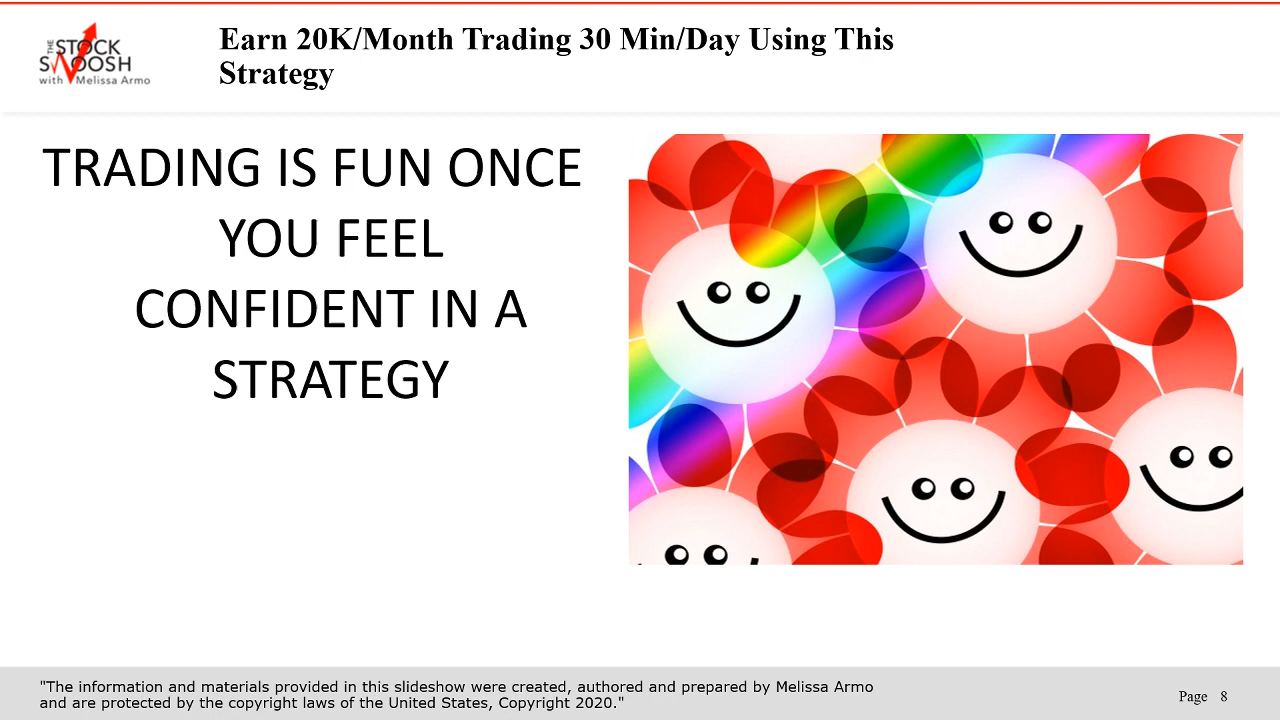 THE
STOCK
SWOOSH
with Melissa Armo
Earn 20K/Month Trading 30 Min/Day Using This
Strategy
TRADING IS FUN ONCE
YOU FEEL
CONFIDENT IN A
STRATEGY
"The information and materials provided in this slideshow were created, authored and prepared by Melissa Armo
and are protected by the copyright laws of the United States, Copyright 2020."
Page 8